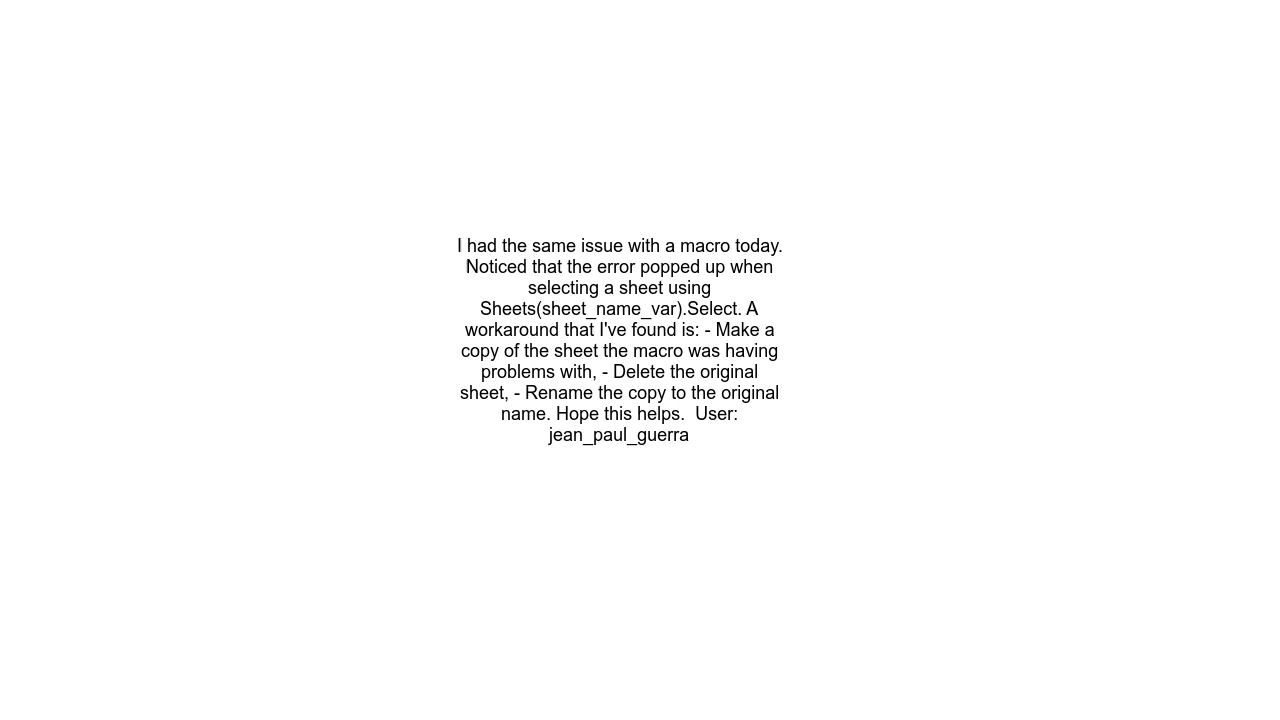 I had the same issue with a macro today.
Noticed that the error popped up when
selecting a sheet using
Sheets(sheet_name_var).Select. A
workaround that I've found is: - Make a
copy of the sheet the macro was having
problems with, - Delete the original
sheet, - Rename the copy to the original
name. Hope this helps.  User:
jean_paul_guerra